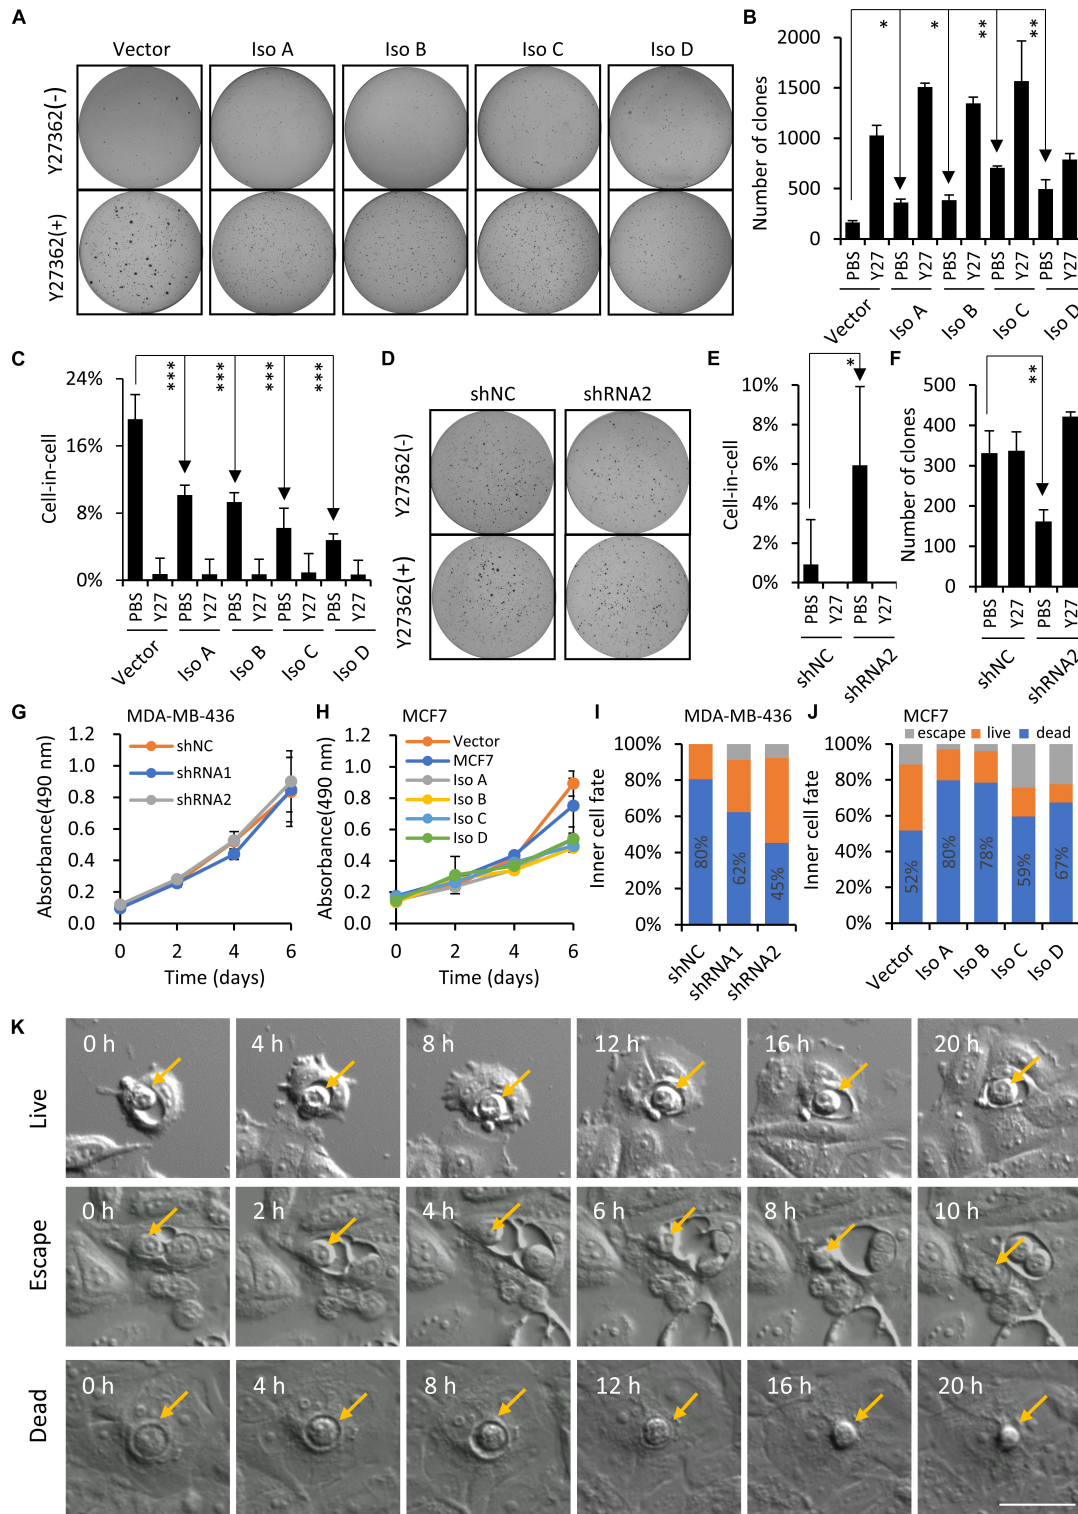 A
Vector Iso A Iso B Iso C Iso D
Y27362(-)
Y27362(+)
B
Number of clones
2000
1500
1000
500
0
* * ** **
PBS Y27 PBS Y27 PBS Y27 PBS Y27 PBS Y27
Vector Iso A Iso B Iso C Iso D
C
Cell-in-cell
24%
16%
8%
0%
*** *** *** ***
PBS Y27 PBS Y27 PBS Y27 PBS Y27 PBS Y27
Vector Iso A Iso B Iso C Iso D
D
shNC shRNA2
Y27362(-)
Y27362(+)
E
Cell-in-cell
10%
8%
6%
4%
2%
0%
*
PBS Y27 PBS Y27
shNC shRNA2
F
Number of clones
500
400
300
200
100
0
**
PBS Y27 PBS Y27
shNC shRNA2
G
MDA-MB-436
Absorbance(490 nm)
1.2
1.0
0.8
0.6
0.4
0.2
0.0
shNC
shRNA1
shRNA2
0 2 4 6
Time (days)
H
MCF7
Absorbance(490 nm)
1.2
1.0
0.8
0.6
0.4
0.2
0.0
Vector
MCF7
Iso A
Iso B
Iso C
Iso D
0 2 4 6
Time (days)
I
MDA-MB-436
Inner cell fate
100%
80%
60%
40%
20%
0%
80% 62% 45%
shNC shRNA1 shRNA2
J
MCF7
escape live dead
Inner cell fate
100%
80%
60%
40%
20%
0%
52% 80% 78% 59% 67%
Vector Iso A Iso B Iso C Iso D
K
Live
0 h 4 h 8 h 12 h 16 h 20 h
Escape
0 h 2 h 4 h 6 h 8 h 10 h
Dead
0 h 4 h 8 h 12 h 16 h 20 h